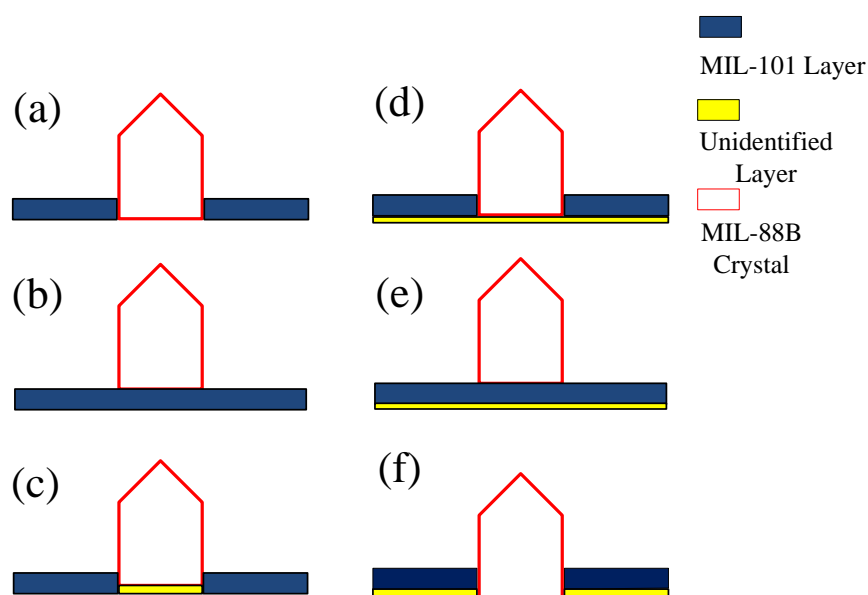 (a)
(b)
(c)
(d)
(e)
(f)
MIL-101 Layer
Unidentified
Layer
MIL-88B
Crystal